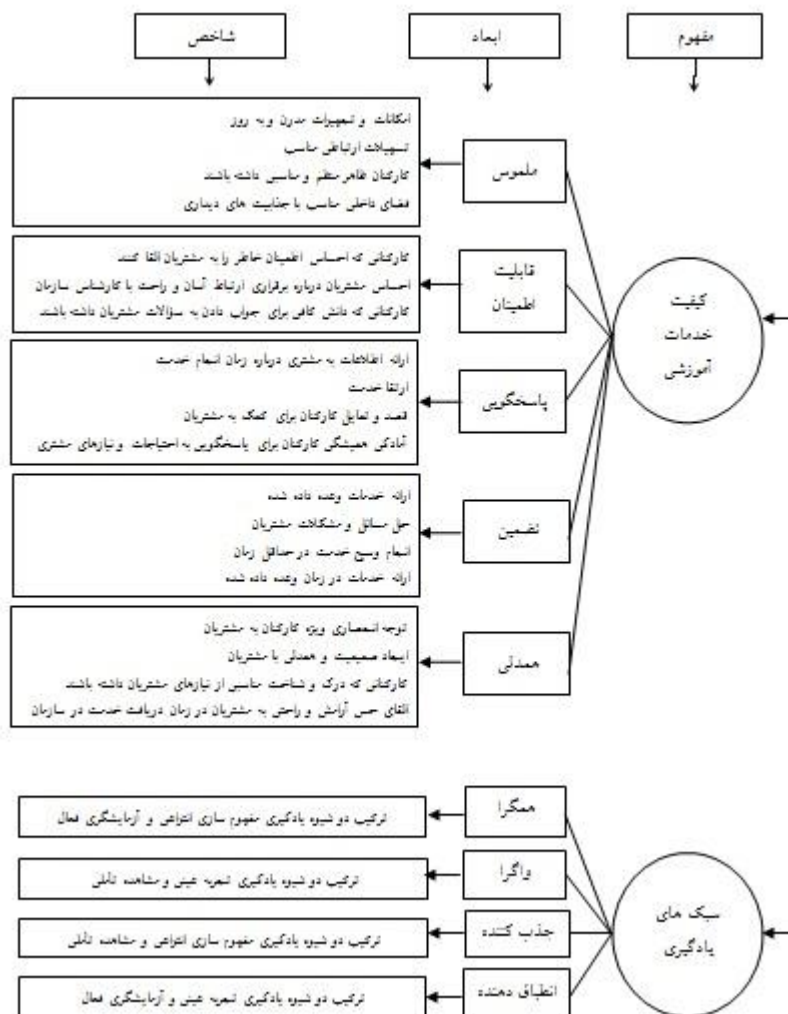 مفهوم
ابعاد
شاخص
کیفیت
خدمات
آموزشی
ملموس
امکانات و تجهیزات مدرن و به روز
تسهیلات ارتباطی مناسب
کارکنان ظاهر منظم و مناسبی داشته باشند
فضای داخلی مناسب با جذابیت های دیداری
قابلیت
اطمینان
کارکنانی که احساس اطمینان خاطر را به مشتریان القا کنند
احساس مشتریان درباره برقراری ارتباط آسان و راحت با کارشناس سازمان
کارکنانی که دانش کافی برای جواب دادن به سؤالات مشتریان داشته باشند
پاسخگویی
ارائه اطلاعات به مشتری درباره زمان انجام خدمت
ارتقا خدمت
قصد و تمایل کارکنان برای کمک به مشتریان
آمادگی همیشگی کارکنان برای پاسخگویی به احتیاجات و نیازهای مشتری
تضمین
ارائه خدمات وعده داده شده
حل مسائل و مشکلات مشتریان
انجام وسیع خدمت در حداقل زمان
ارائه خدمات در زمان وعده داده شده
همدلی
توجه انحصاری ویژه کارکنان به مشتریان
ایجاد صمیمیت و همدلی با مشتریان
کارکنانی که درک و شناخت مناسبی از نیازهای مشتریان داشته باشند
القای حس آرامش و راحتی به مشتریان در زمان دریافت خدمت در سازمان
سبک های
یادگیری
همگرا
ترکیب دو شیوه یادگیری مفهوم سازی انتزاعی و آزمایشگری فعال
واگرا
ترکیب دو شیوه یادگیری تجربه عینی و مشاهده تأملی
جذب کننده
ترکیب دو شیوه یادگیری مفهوم سازی انتزاعی و مشاهده تأملی
انطباق دهنده
ترکیب دو شیوه یادگیری تجربه عینی و آزمایشگری فعال